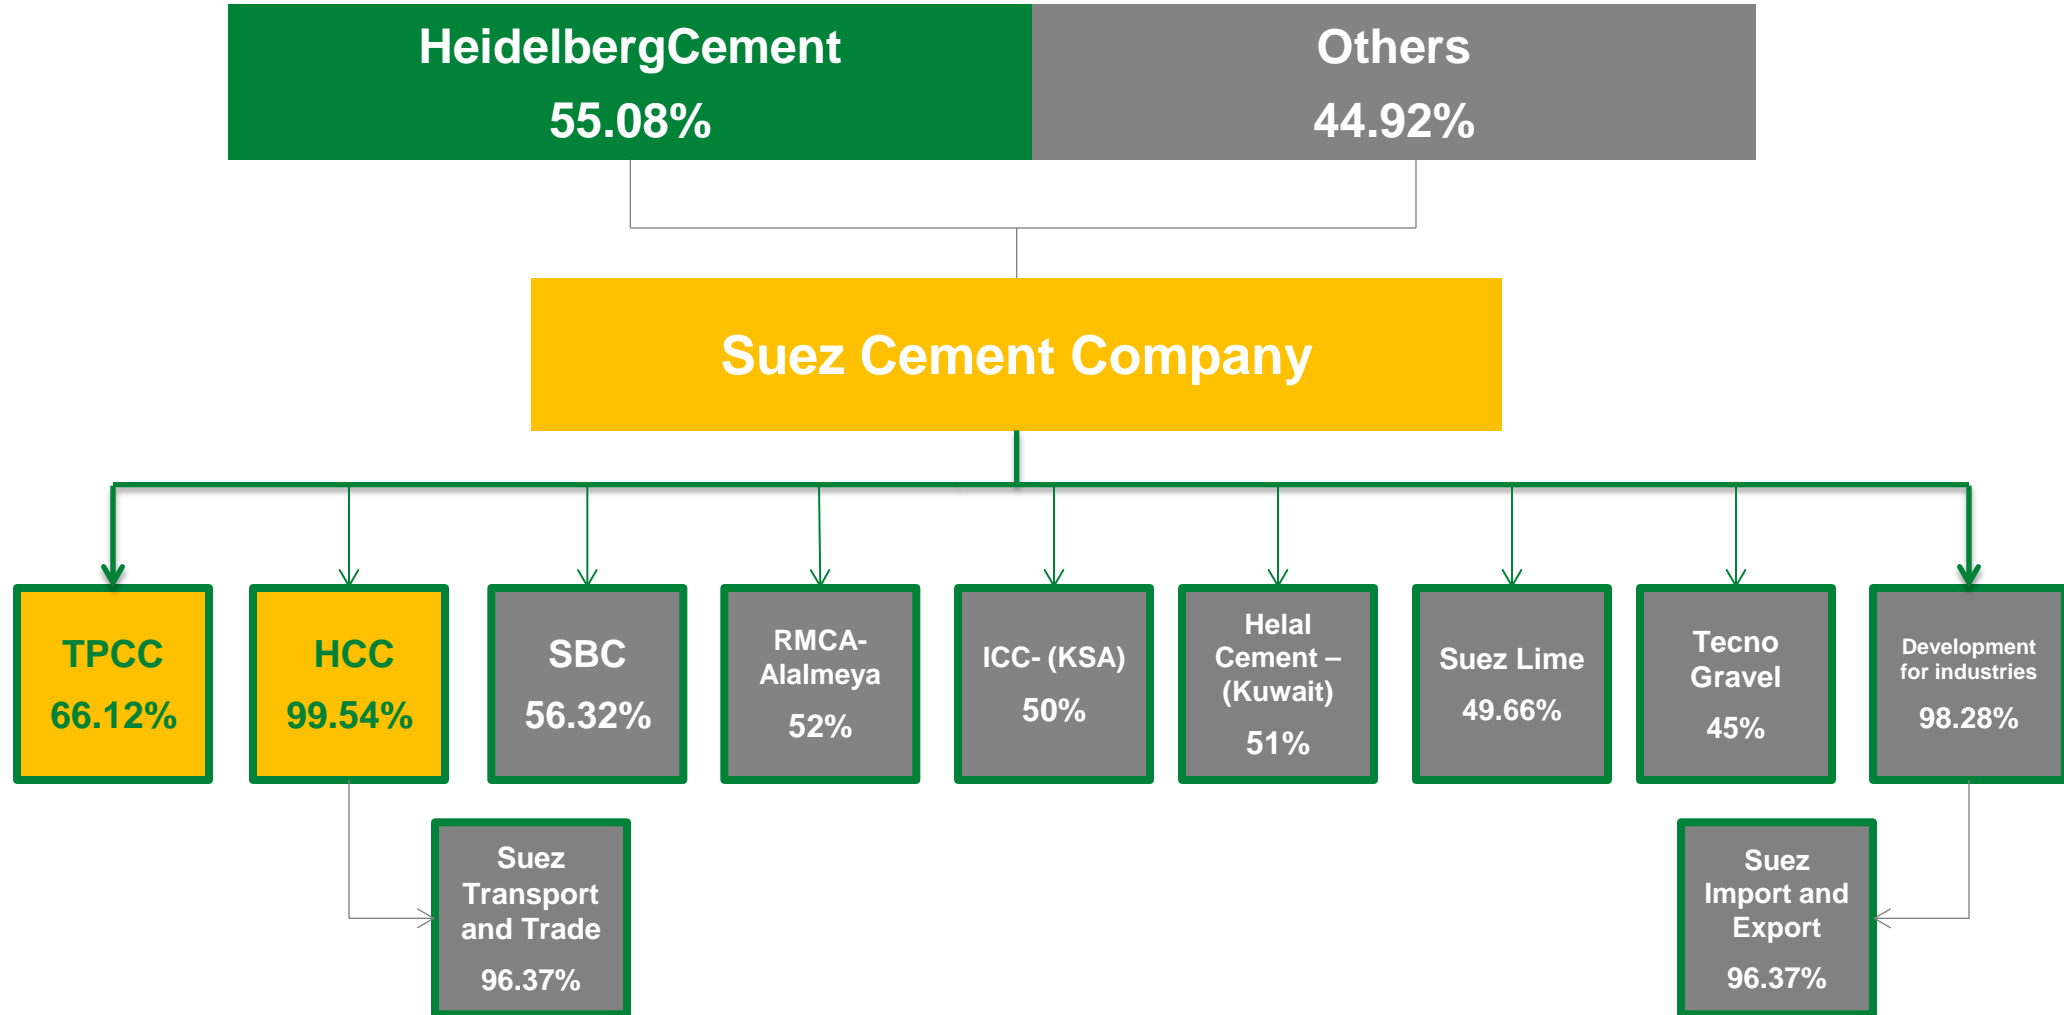 HeidelbergCement
55.08%
Others
44.92%
Suez Cement Company
TPCC
66.12%
HCC
99.54%
SBC
56.32%
RMCA-
Alalmeya
52%
ICC- (KSA)
50%
Helal
Cement –
(Kuwait)
51%
Suez Lime
49.66%
Tecno
Gravel
45%
Development
for industries
98.28%
Suez
Transport
and Trade
96.37%
Suez
Import and
Export
96.37%